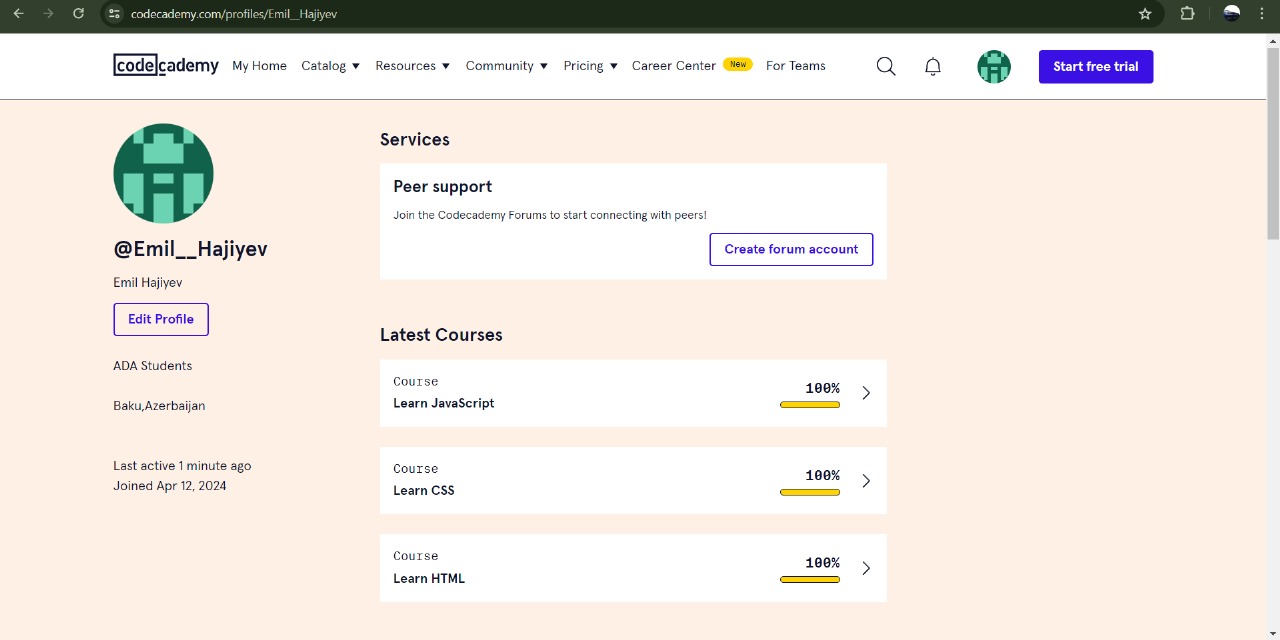 codecademy.com/profiles/Emil__Hajiyev
codecademy My Home Catalog Resources Community Pricing Career Center New For Teams Start free trial
@Emil__Hajiyev
Emil Hajiyev
Edit Profile
ADA Students
Baku,Azerbaijan
Last active 1 minute ago
Joined Apr 12, 2024
Services
Peer support
Join the Codecademy Forums to start connecting with peers!
Create forum account
Latest Courses
Course
Learn JavaScript
100%
Course
Learn CSS
100%
Course
Learn HTML
100%